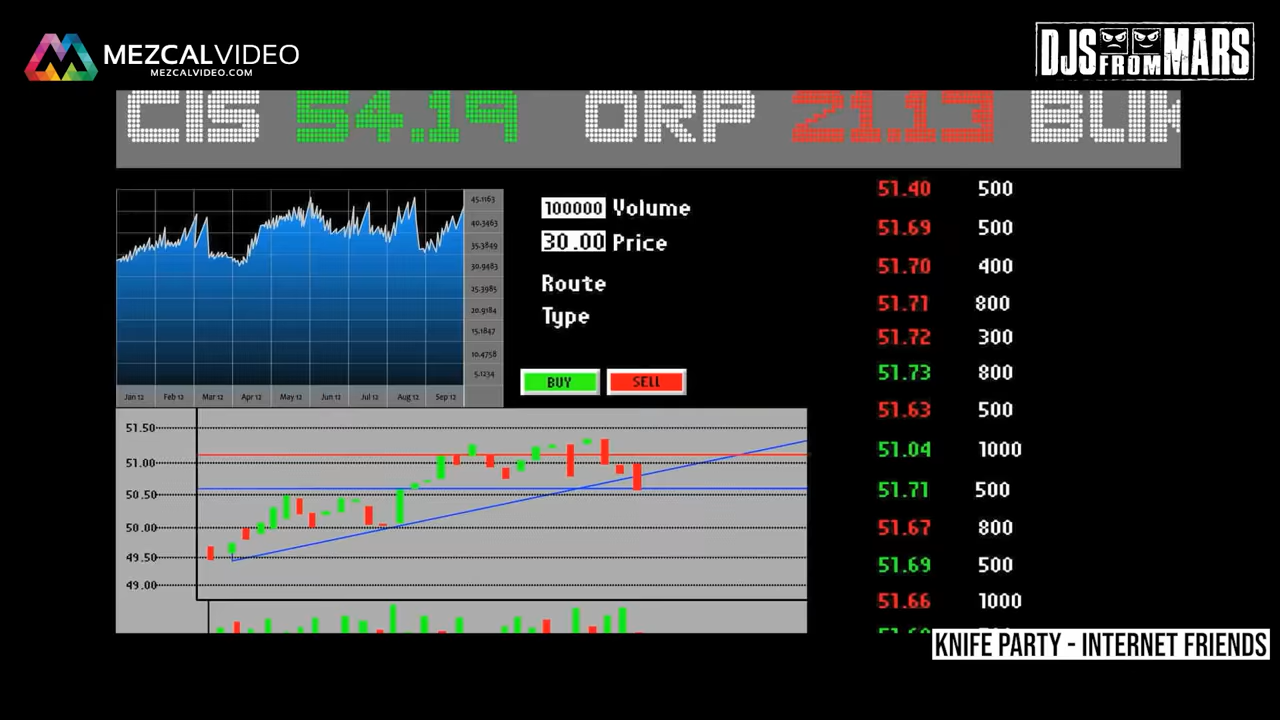 MEZCALVIDEO
MEZCALVIDEO.COM
DJS FROM MARS
CIS 54.19 ORP 21.13
45.1163
40.3463
35.3849
30.9483
25.3985
20.9184
15.1847
10.4758
5.1234
Jan 12 Feb 12 Mar 12 Apr 12 May 12 Jun 12 Jul 12 Aug 12 Sep 12
100000 Volume
30.00 Price
Route
Type
BUY SELL
51.40 500
51.69 500
51.70 400
51.71 800
51.72 300
51.73 800
51.63 500
51.04 1000
51.71 500
51.67 800
51.69 500
51.66 1000
51.50
51.00
50.50
50.00
49.50
49.00
KNIFE PARTY - INTERNET FRIENDS